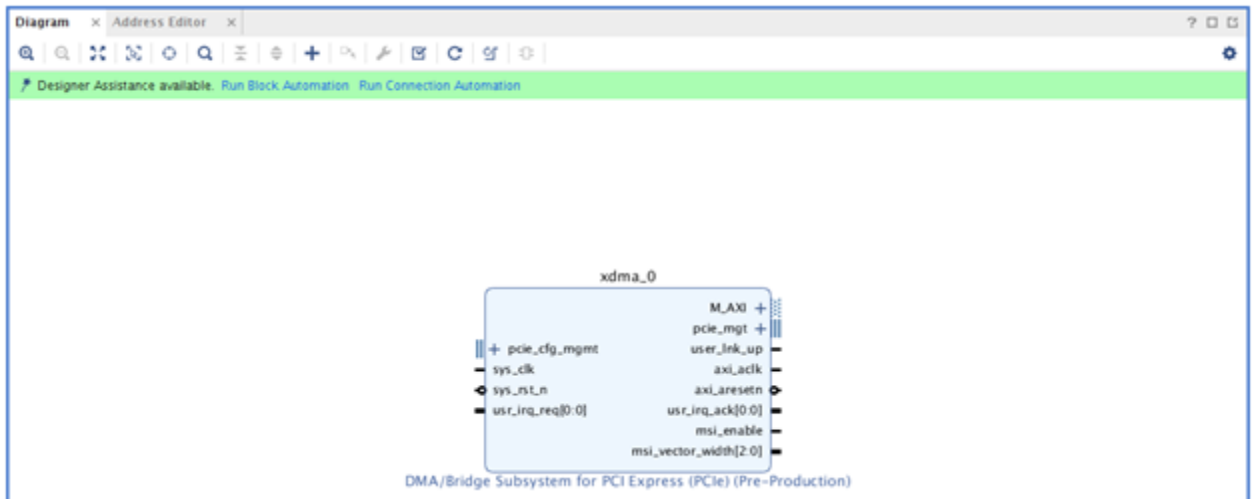 Diagram × Address Editor ×
Designer Assistance available. Run Block Automation Run Connection Automation
xdma_0
M_AXI
pcie_mgt
pcie_cfg_mgmt user_lnk_up
sys_clk axi_aclk
sys_rst_n axi_aresetn
usr_irq_req[0:0] usr_irq_ack[0:0]
msi_enable
msi_vector_width[2:0]
DMA/Bridge Subsystem for PCI Express (PCIe) (Pre-Production)